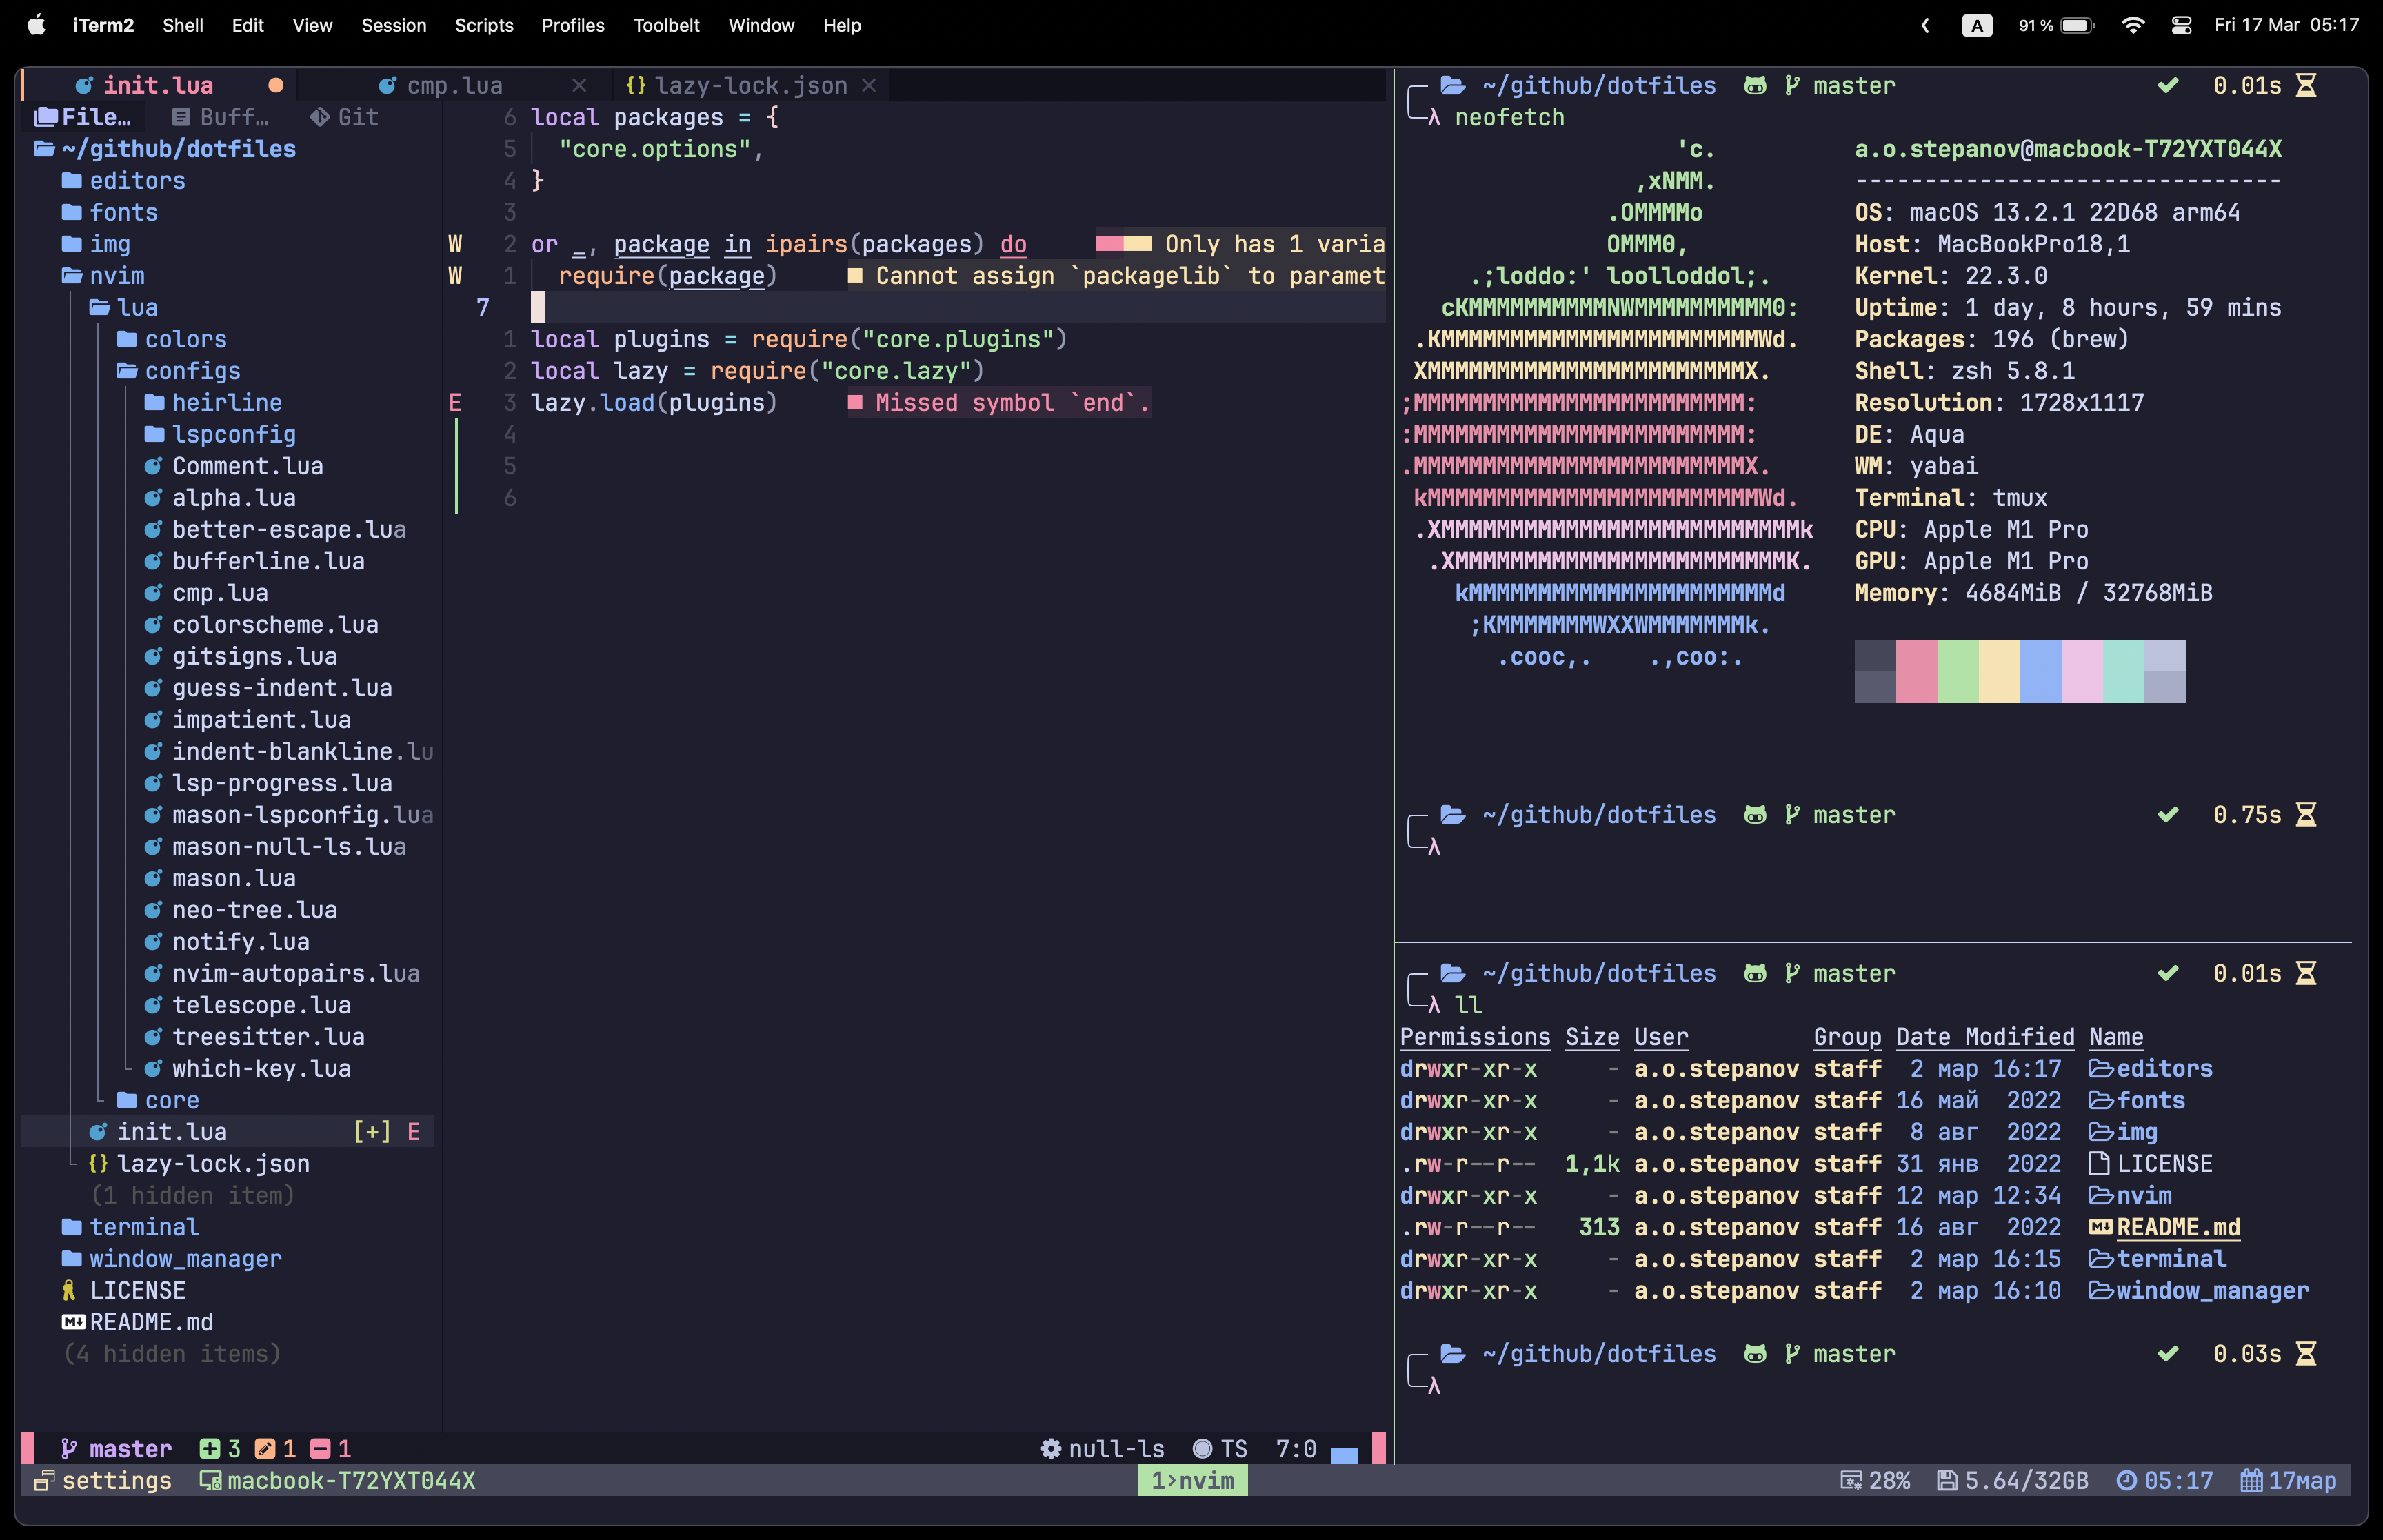 iTerm2 Shell Edit View Session Scripts Profiles Toolbelt Window Help A 91% Fri 17 Mar 05:17
init.lua cmp.lua lazy-lock.json
File… Buff… Git
~/github/dotfiles
editors
fonts
img
nvim
lua
colors
configs
heirline
lspconfig
Comment.lua
alpha.lua
better-escape.lua
bufferline.lua
cmp.lua
colorscheme.lua
gitsigns.lua
guess-indent.lua
impatient.lua
indent-blankline.lu
lsp-progress.lua
mason-lspconfig.lua
mason-null-ls.lua
mason.lua
neo-tree.lua
notify.lua
nvim-autopairs.lua
telescope.lua
treesitter.lua
which-key.lua
core
init.lua [+] E
{} lazy-lock.json
(1 hidden item)
terminal
window_manager
LICENSE
README.md
(4 hidden items)
6 local packages = {
5 "core.options",
4 }
3
W 2 or _, package in ipairs(packages) do Only has 1 varia
W 1 require(package) Cannot assign `packagelib` to paramet
7
1 local plugins = require("core.plugins")
2 local lazy = require("core.lazy")
E 3 lazy.load(plugins) Missed symbol `end`.
4
5
6
~/github/dotfiles master 0.01s
λ neofetch
'c.
,xNMM.
.OMMMMo
OMMM0,
.;loddo:' loolloddol;.
cKMMMMMMMMMMNWMMMMMMMMMM0:
.KMMMMMMMMMMMMMMMMMMMMMMMWd.
XMMMMMMMMMMMMMMMMMMMMMMMX.
;MMMMMMMMMMMMMMMMMMMMMMMM:
:MMMMMMMMMMMMMMMMMMMMMMMM:
.MMMMMMMMMMMMMMMMMMMMMMMMX.
kMMMMMMMMMMMMMMMMMMMMMMMMWd.
.XMMMMMMMMMMMMMMMMMMMMMMMMMMk
.XMMMMMMMMMMMMMMMMMMMMMMMMK.
kMMMMMMMMMMMMMMMMMMMMMMd
;KMMMMMMMWXXWMMMMMMMk.
.cooc,. .,coo:.
a.o.stepanov@macbook-T72YXT044X
-------------------------------
OS: macOS 13.2.1 22D68 arm64
Host: MacBookPro18,1
Kernel: 22.3.0
Uptime: 1 day, 8 hours, 59 mins
Packages: 196 (brew)
Shell: zsh 5.8.1
Resolution: 1728x1117
DE: Aqua
WM: yabai
Terminal: tmux
CPU: Apple M1 Pro
GPU: Apple M1 Pro
Memory: 4684MiB / 32768MiB
~/github/dotfiles master 0.75s
λ
~/github/dotfiles master 0.01s
λ ll
Permissions Size User Group Date Modified Name
drwxr-xr-x - a.o.stepanov staff 2 мар 16:17 editors
drwxr-xr-x - a.o.stepanov staff 16 май 2022 fonts
drwxr-xr-x - a.o.stepanov staff 8 авг 2022 img
.rw-r--r-- 1,1k a.o.stepanov staff 31 янв 2022 LICENSE
drwxr-xr-x - a.o.stepanov staff 12 мар 12:34 nvim
.rw-r--r-- 313 a.o.stepanov staff 16 авг 2022 README.md
drwxr-xr-x - a.o.stepanov staff 2 мар 16:15 terminal
drwxr-xr-x - a.o.stepanov staff 2 мар 16:10 window_manager
~/github/dotfiles master 0.03s
λ
master 3 1 1 null-ls TS 7:0
settings macbook-T72YXT044X 1>nvim 28% 5.64/32GB 05:17 17мар